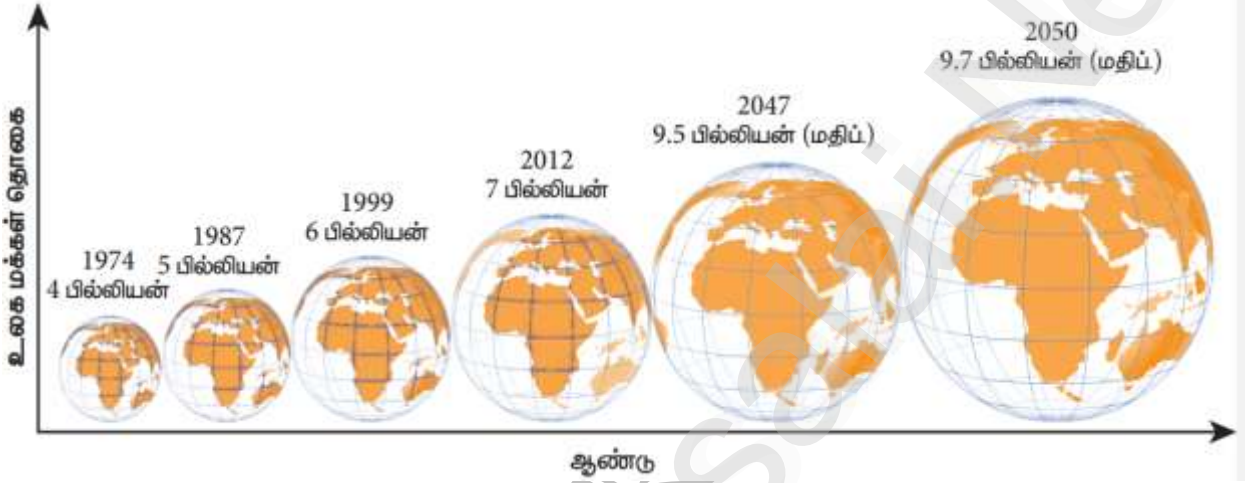 உலக மக்கள் தொகை
1974
4 பில்லியன்
1987
5 பில்லியன்
1999
6 பில்லியன்
2012
7 பில்லியன்
2047
9.5 பில்லியன் (மதிப்.)
2050
9.7 பில்லியன் (மதிப்.)
ஆண்டு